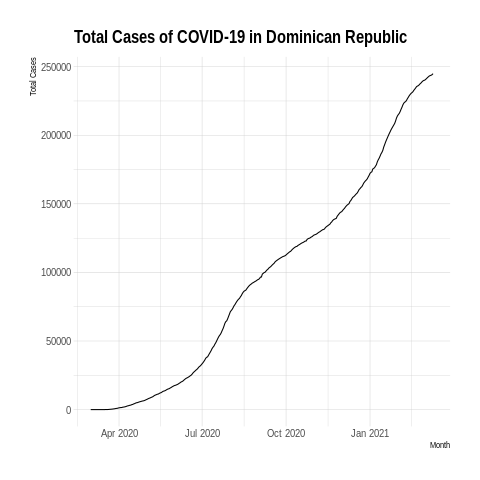 Total Cases of COVID-19 in Dominican Republic
Total Cases
250000
200000
150000
100000
50000
0
Apr 2020 Jul 2020 Oct 2020 Jan 2021
Month